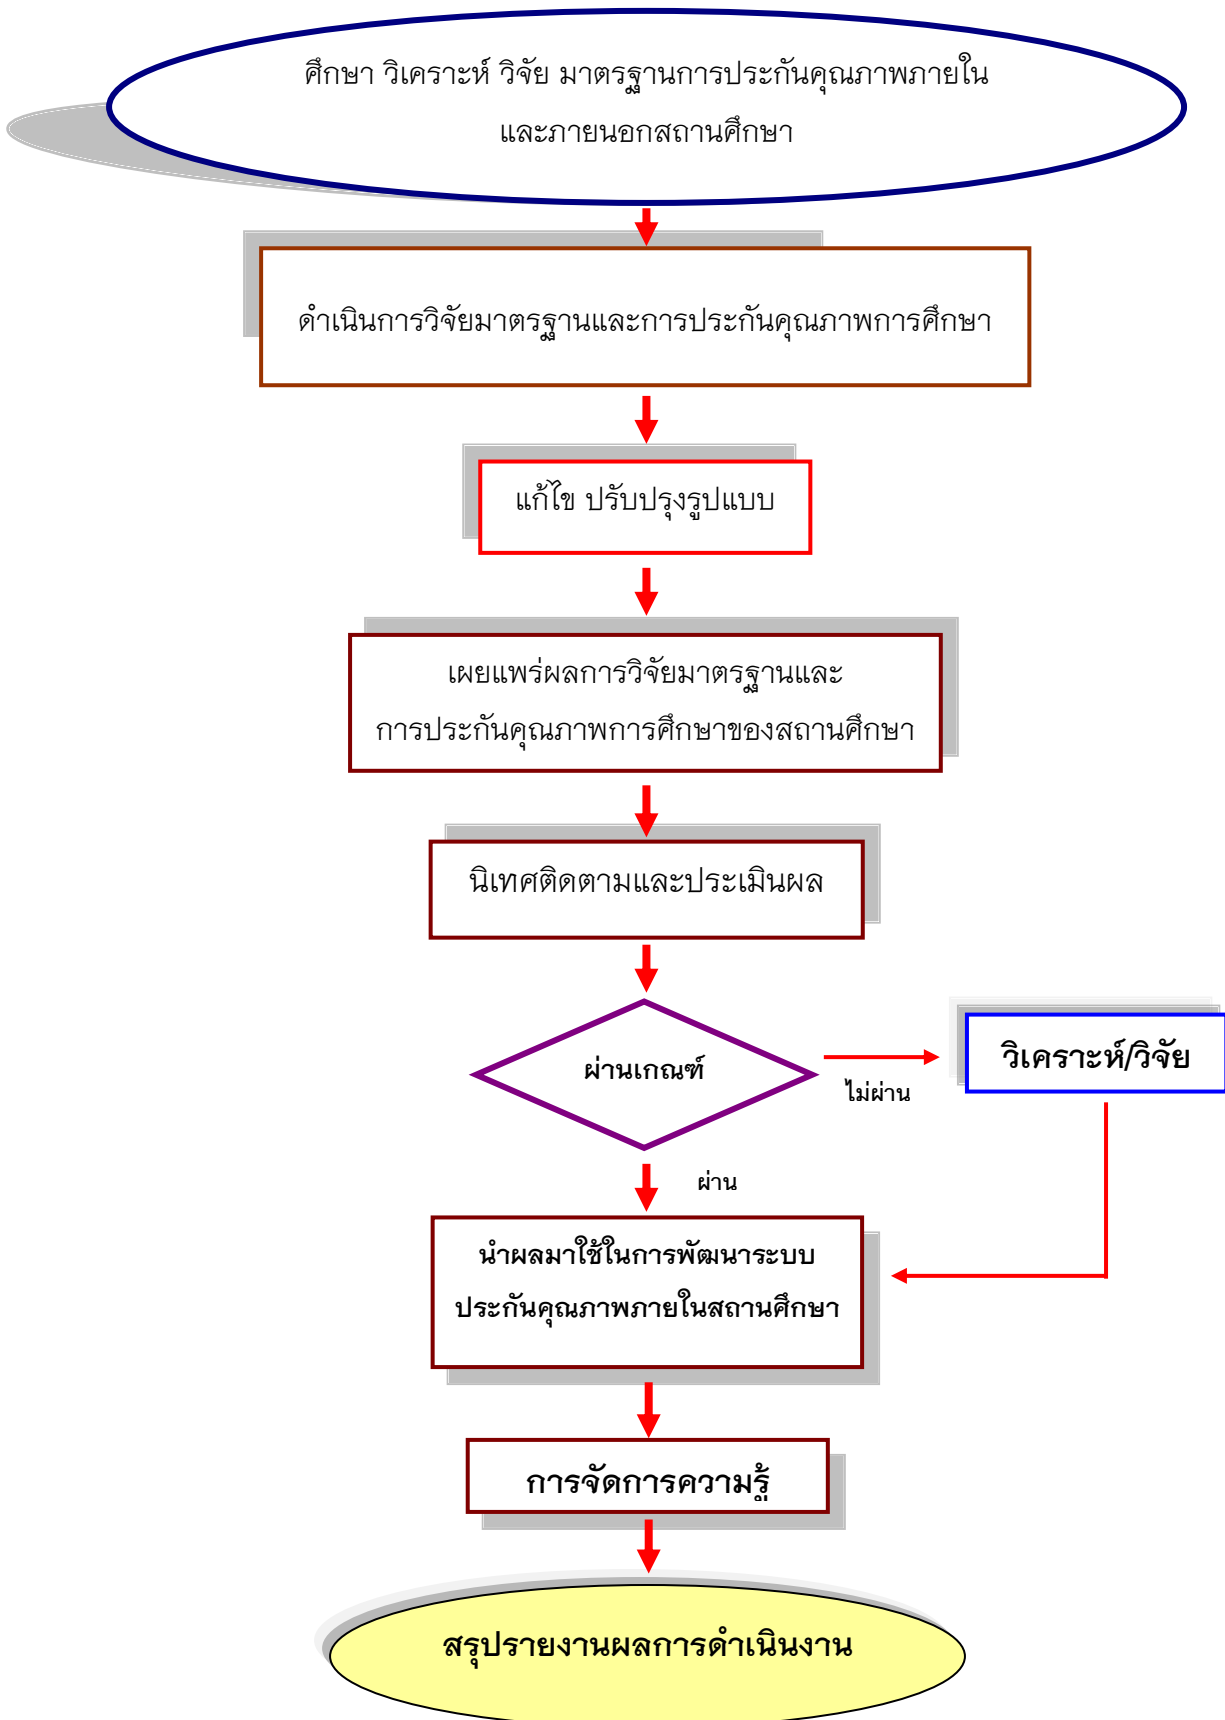 ศึกษา วิเคราะห์ วิจัย มาตรฐานการประกันคุณภาพภายใน
และภายนอกสถานศึกษา
ดำเนินการวิจัยมาตรฐานและการประกันคุณภาพการศึกษา
แก้ไข ปรับปรุงรูปแบบ
เผยแพร่ผลการวิจัยมาตรฐานและ
การประกันคุณภาพการศึกษาของสถานศึกษา
นิเทศติดตามและประเมินผล
ผ่านเกณฑ์
วิเคราะห์/วิจัย
ไม่ผ่าน
ผ่าน
นำผลมาใช้ในการพัฒนาระบบ
ประกันคุณภาพภายในสถานศึกษา
การจัดการความรู้
สรุปรายงานผลการดำเนินงาน